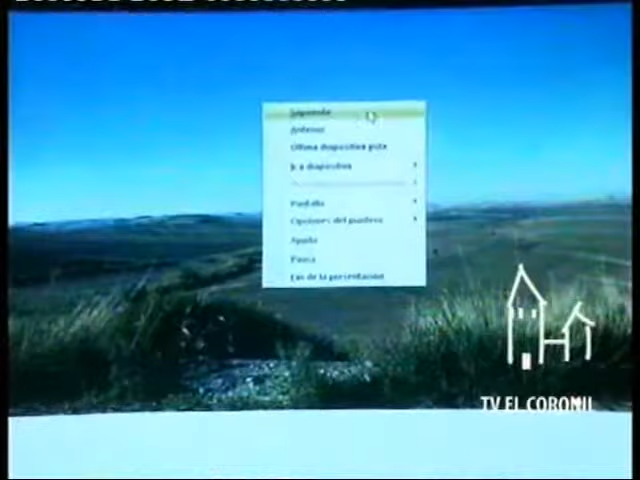 Siguiente
Anterior
Última diapositiva vista
Ir a diapositiva
Pantalla
Opciones del puntero
Ayuda
Pausa
Fin de la presentación
TV EL CORONIL